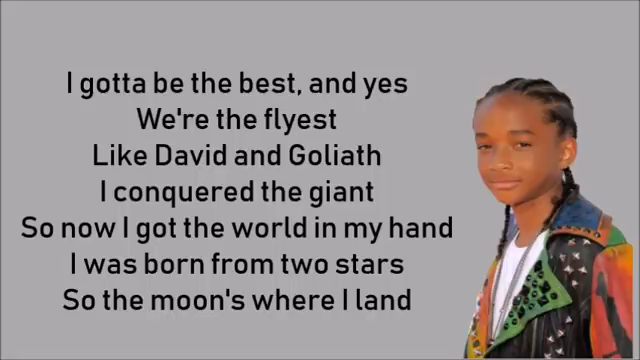 I gotta be the best, and yes
We're the flyest
Like David and Goliath
I conquered the giant
So now I got the world in my hand
I was born from two stars
So the moon's where I land